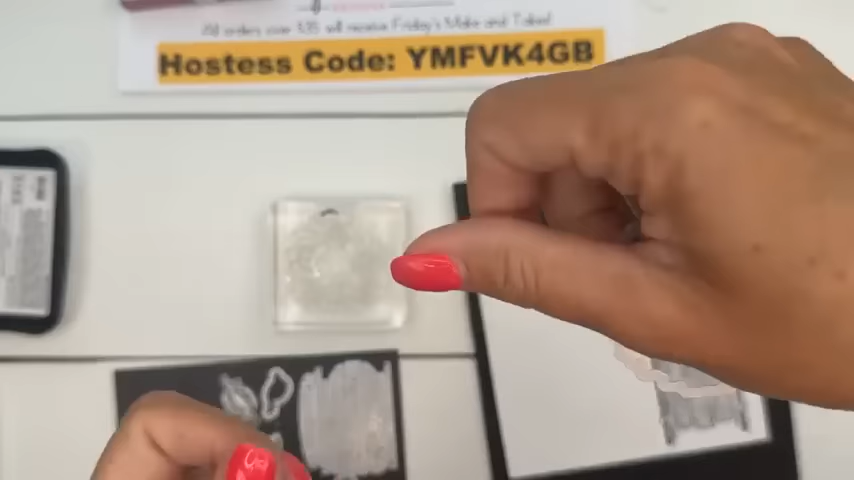 All orders over $35 will receive Friday's Make and Takes!
Hostess Code: YMFVK4GB